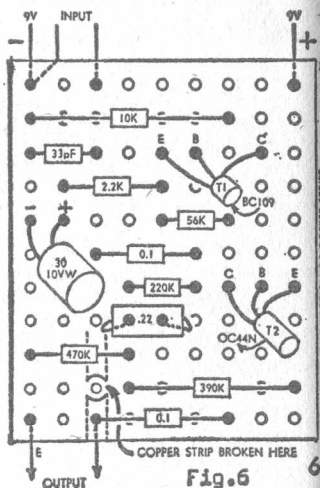 9V INPUT 9V
− +
10K
33pF E B C
T1
2.2K BC109
− + 56K
30
10VW
0.1
220K C B E
.22 T2
OC44N
470K
390K
0.1
E COPPER STRIP BROKEN HERE
OUTPUT Fig.6 6